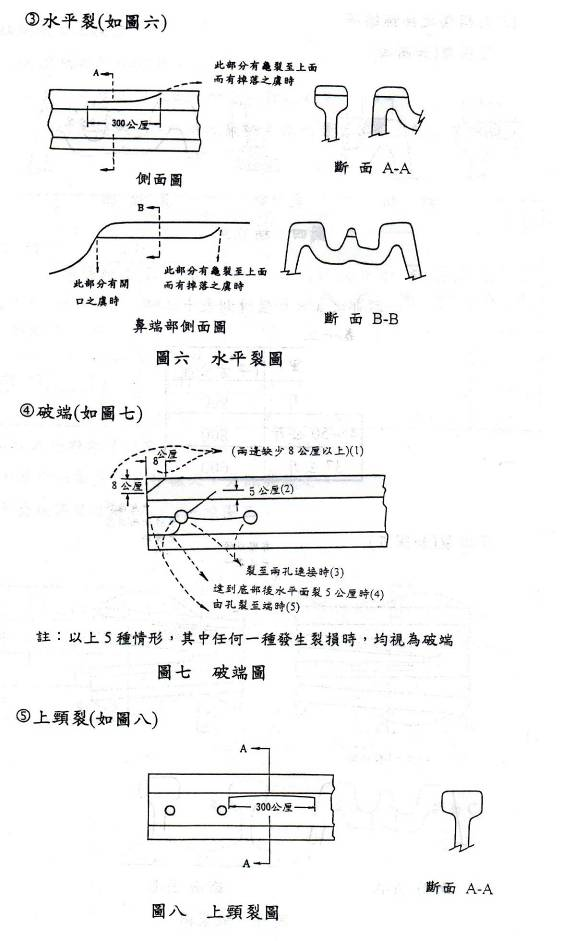 ③水平裂(如圖六)
A
此部分有龜裂至上面
而有掉落之虞時
300公厘
側面圖
斷面 A-A
B
此部分有開
口之虞時
此部分有龜裂至上面
而有掉落之虞時
鼻端部側面圖
斷面 B-B
圖六 水平裂圖
④破端(如圖七)
8公厘
(兩邊缺少8公厘以上)(1)
8公厘
5公厘(2)
裂至兩孔連接時(3)
達到底部後水平面裂5公厘時(4)
由孔裂至端時(5)
註：以上5種情形，其中任何一種發生裂損時，均視為破端
圖七 破端圖
⑤上頸裂(如圖八)
A
300公厘
A
斷面 A-A
圖八 上頸裂圖